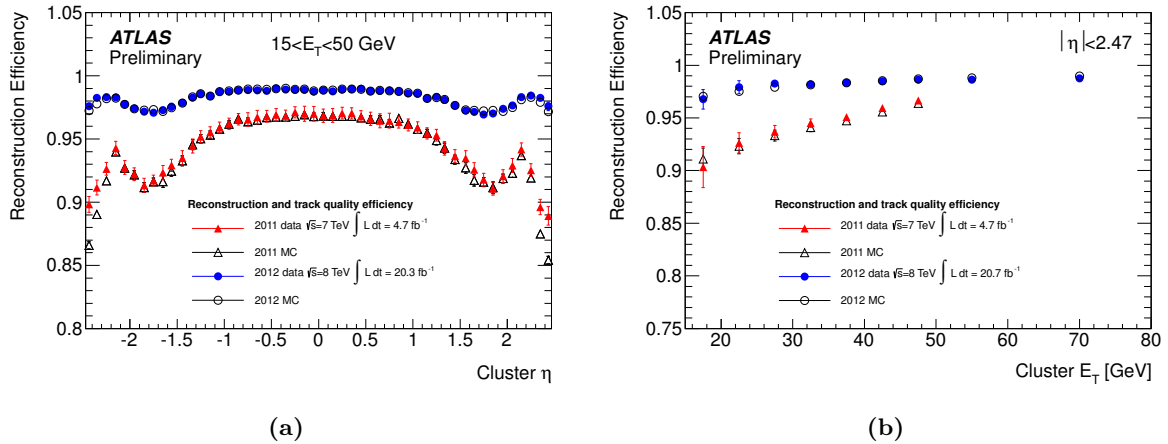 1.05
1
0.95
0.9
0.85
0.8
Reconstruction Efficiency
ATLAS
Preliminary
15<E_T<50 GeV
Reconstruction and track quality efficiency
2011 data √s=7 TeV ∫ L dt = 4.7 fb⁻¹
2011 MC
2012 data √s=8 TeV ∫ L dt = 20.3 fb⁻¹
2012 MC
-2 -1.5 -1 -0.5 0 0.5 1 1.5 2
Cluster η
(a)
1.05
1
0.95
0.9
0.85
0.8
0.75
Reconstruction Efficiency
ATLAS
Preliminary
|η|<2.47
Reconstruction and track quality efficiency
2011 data √s=7 TeV ∫ L dt = 4.7 fb⁻¹
2011 MC
2012 data √s=8 TeV ∫ L dt = 20.7 fb⁻¹
2012 MC
20 30 40 50 60 70 80
Cluster E_T [GeV]
(b)